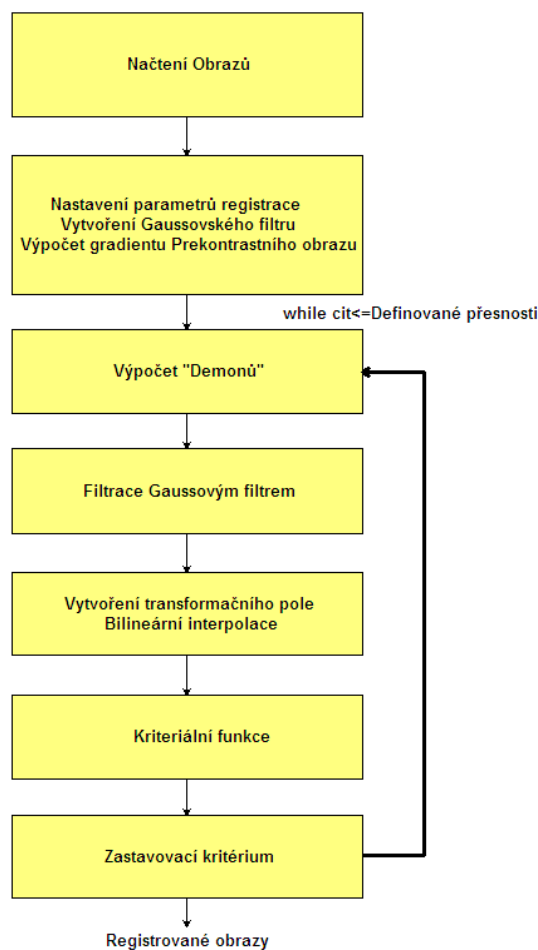 Načtení Obrazů
Nastavení parametrů registrace
Vytvoření Gaussovského filtru
Výpočet gradientu Prekontrastního obrazu
while cit<=Definované přesnosti
Výpočet "Demonů"
Filtrace Gaussovým filtrem
Vytvoření transformačního pole
Bilineární interpolace
Kriteriální funkce
Zastavovací kritérium
Registrované obrazy